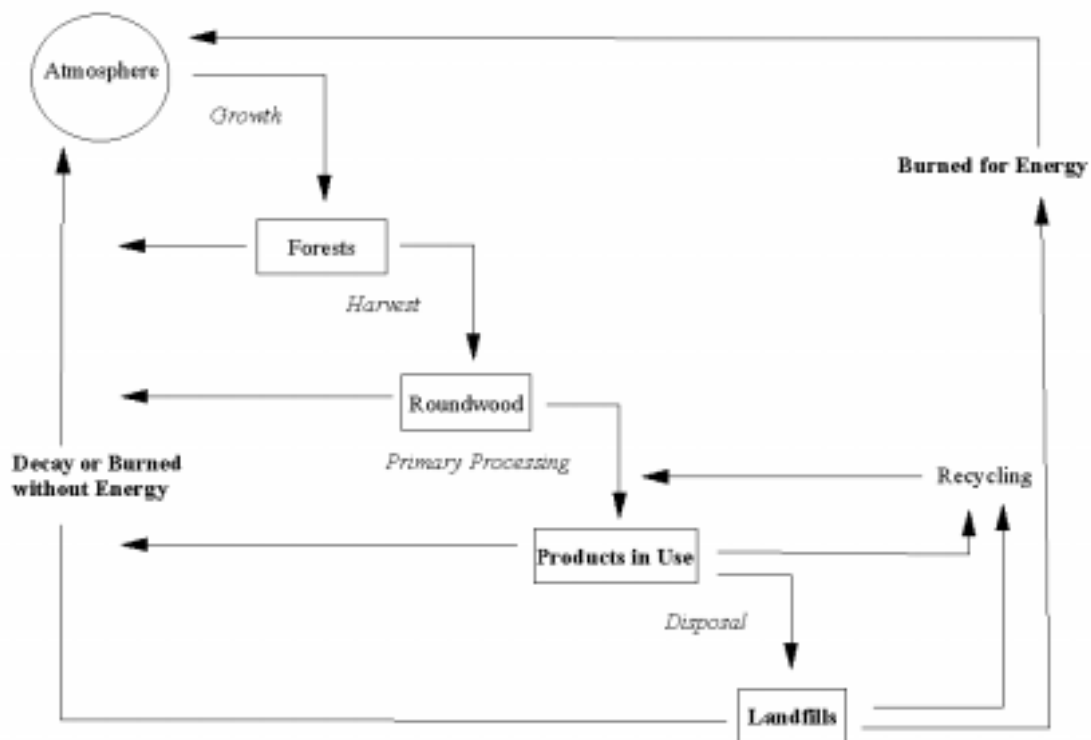 Atmosphere
Growth
Burned for Energy
Forests
Harvest
Roundwood
Primary Processing
Decay or Burned
without Energy
Recycling
Products in Use
Disposal
Landfills